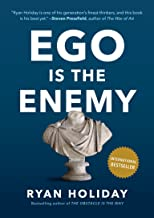 "Ryan Holiday is one of his generation's finest thinkers, and this book
is his best yet." —Steven Pressfield, author of The War of Art
EGO
IS THE
ENEMY
INTERNATIONAL
BESTSELLER
RYAN HOLIDAY
Bestselling author of THE OBSTACLE IS THE WAY